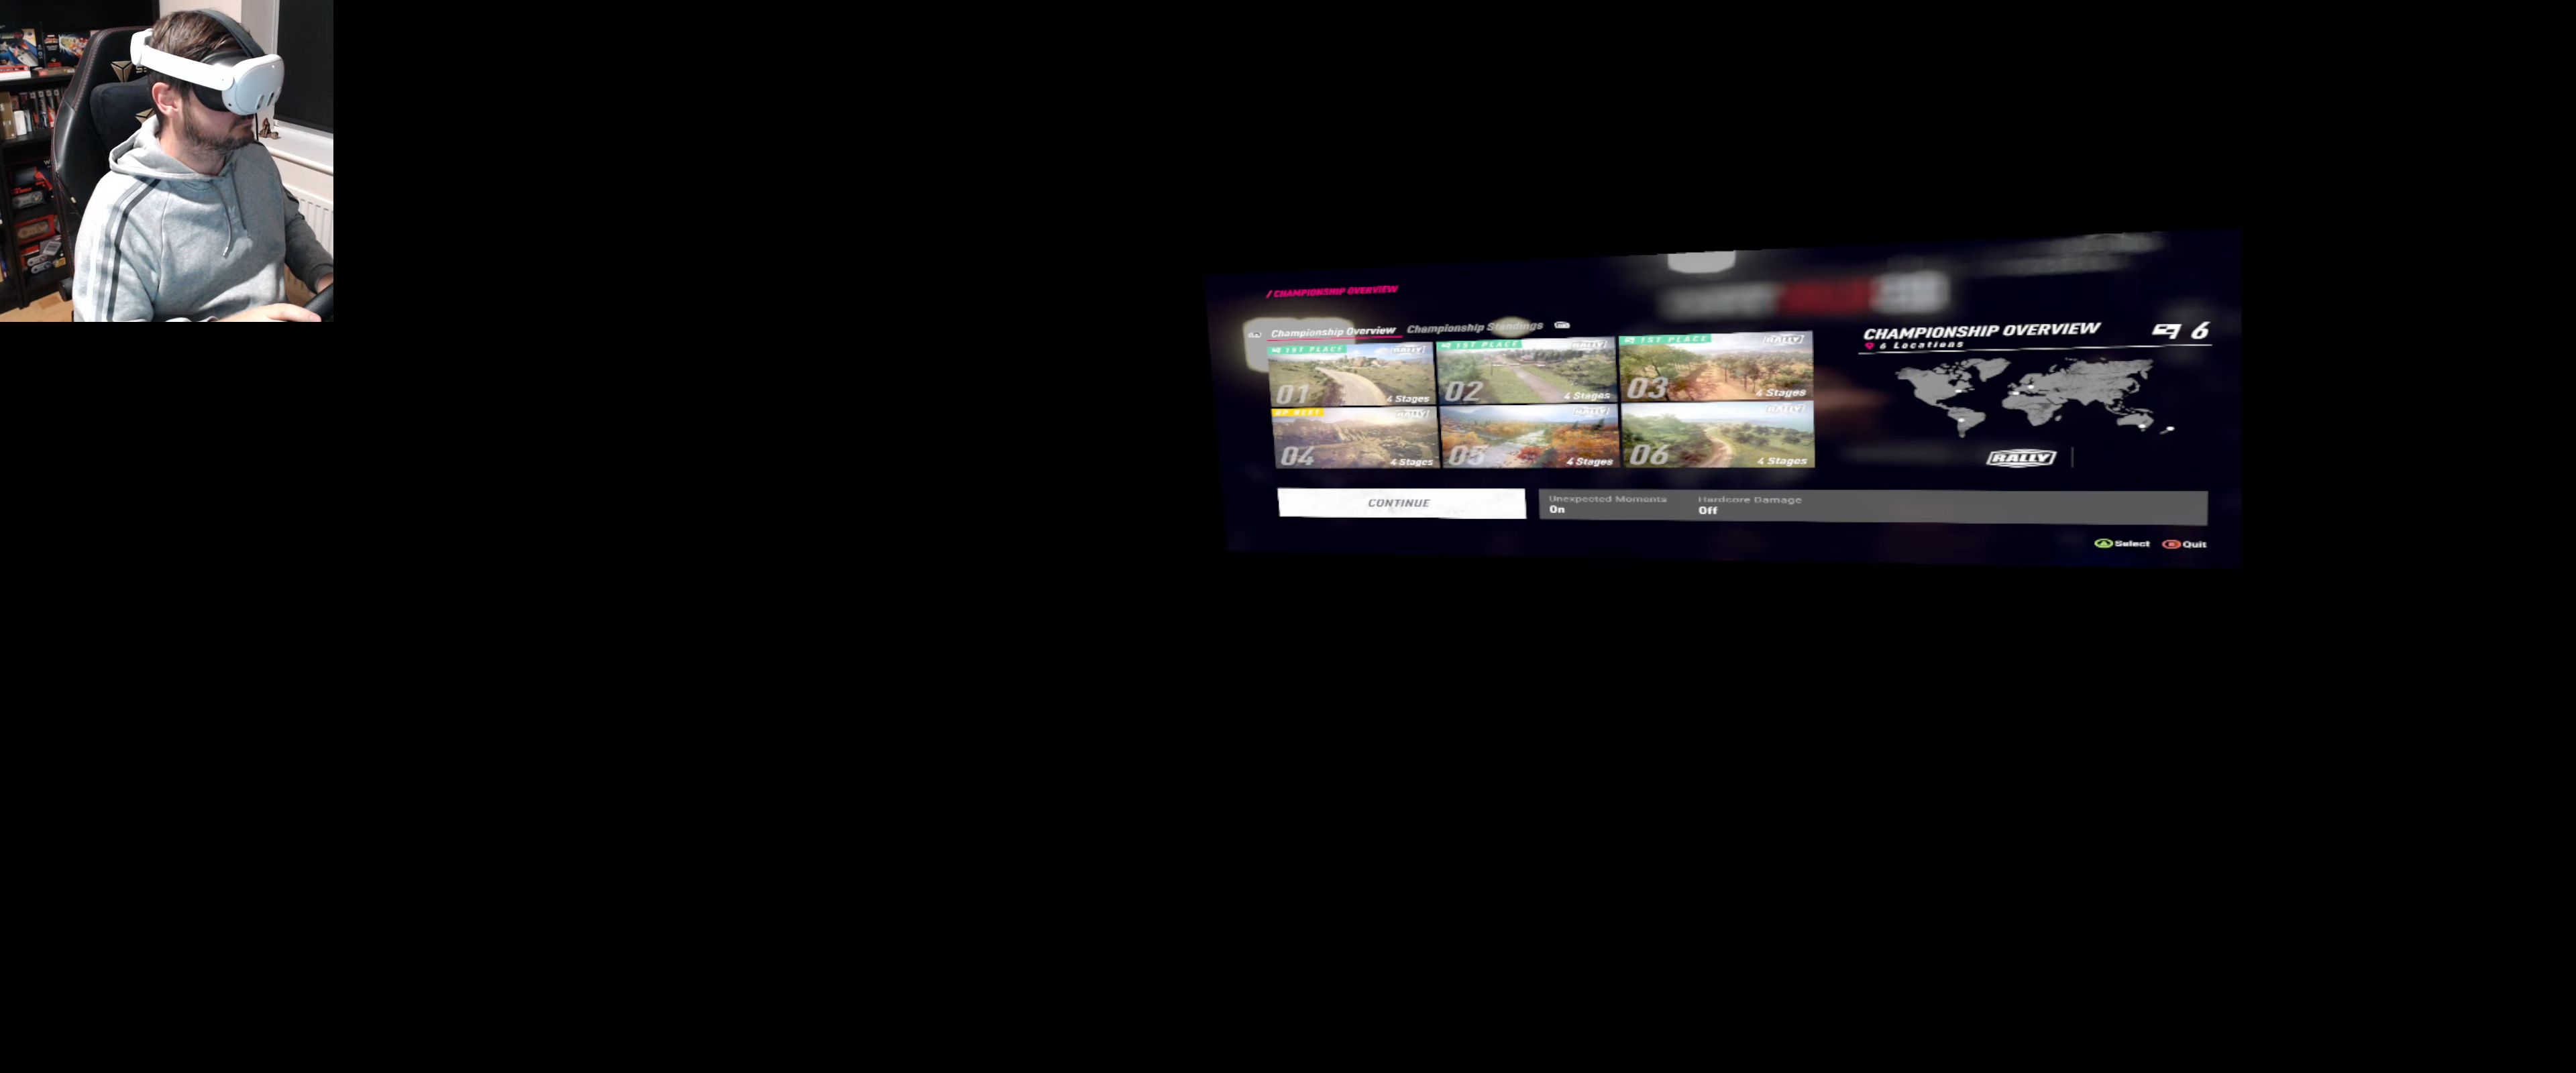 / CHAMPIONSHIP OVERVIEW
Championship Overview Championship Standings
1ST PLACE
RALLY
01
4 Stages
1ST PLACE
RALLY
02
4 Stages
1ST PLACE
RALLY
03
4 Stages
UP NEXT
RALLY
04
4 Stages
RALLY
05
4 Stages
RALLY
06
4 Stages
CHAMPIONSHIP OVERVIEW 6
6 Locations
RALLY
CONTINUE
Unexpected Moments
On
Hardcore Damage
Off
Select Quit